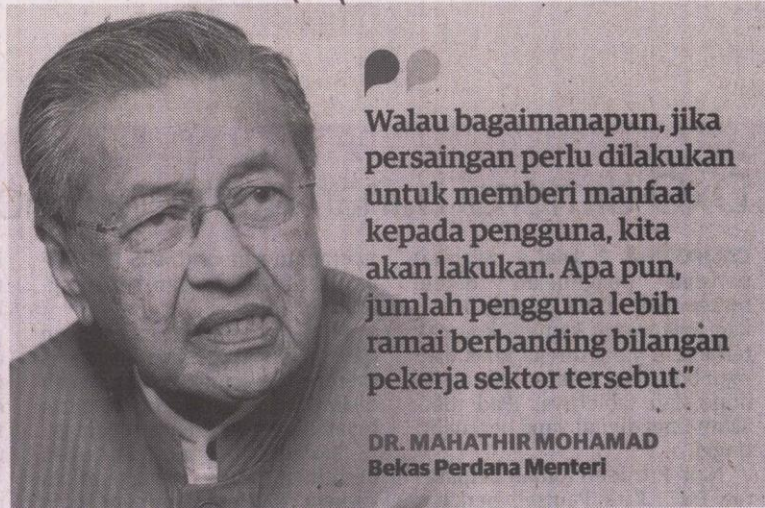 Walau bagaimanapun, jika
persaingan perlu dilakukan
untuk memberi manfaat
kepada pengguna, kita
akan lakukan. Apa pun,
jumlah pengguna lebih
ramai berbanding bilangan
pekerja sektor tersebut."
DR. MAHATHIR MOHAMAD
Bekas Perdana Menteri